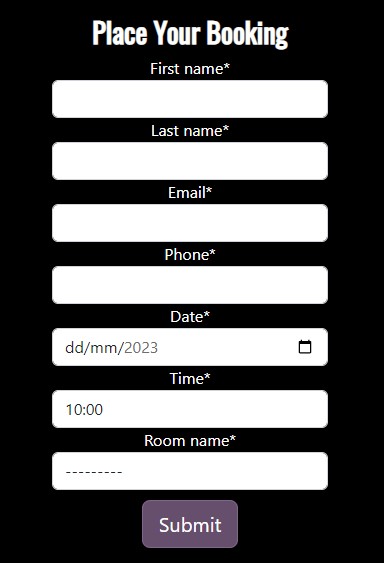 Place Your Booking
First name*
Last name*
Email*
Phone*
Date*
dd/mm/2023
Time*
10:00
Room name*
---------
Submit